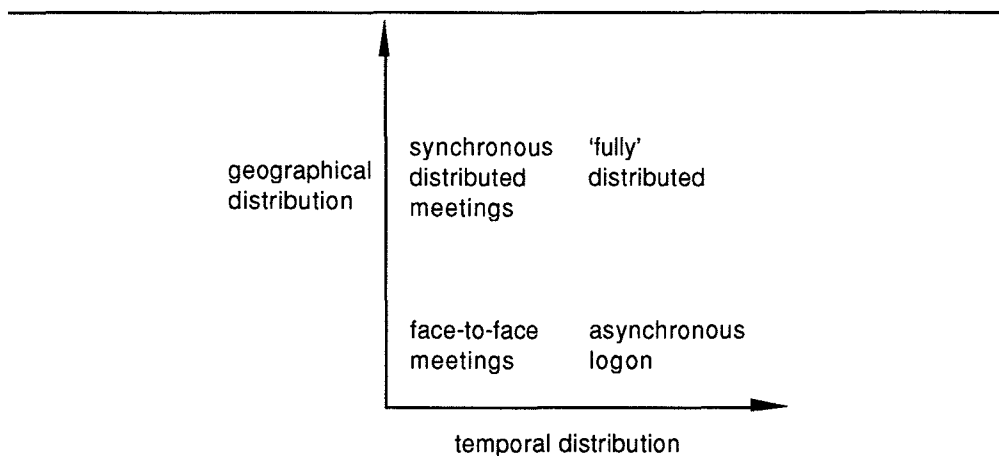 geographical
distribution
synchronous
distributed
meetings
‘fully’
distributed
face-to-face
meetings
asynchronous
logon
temporal distribution